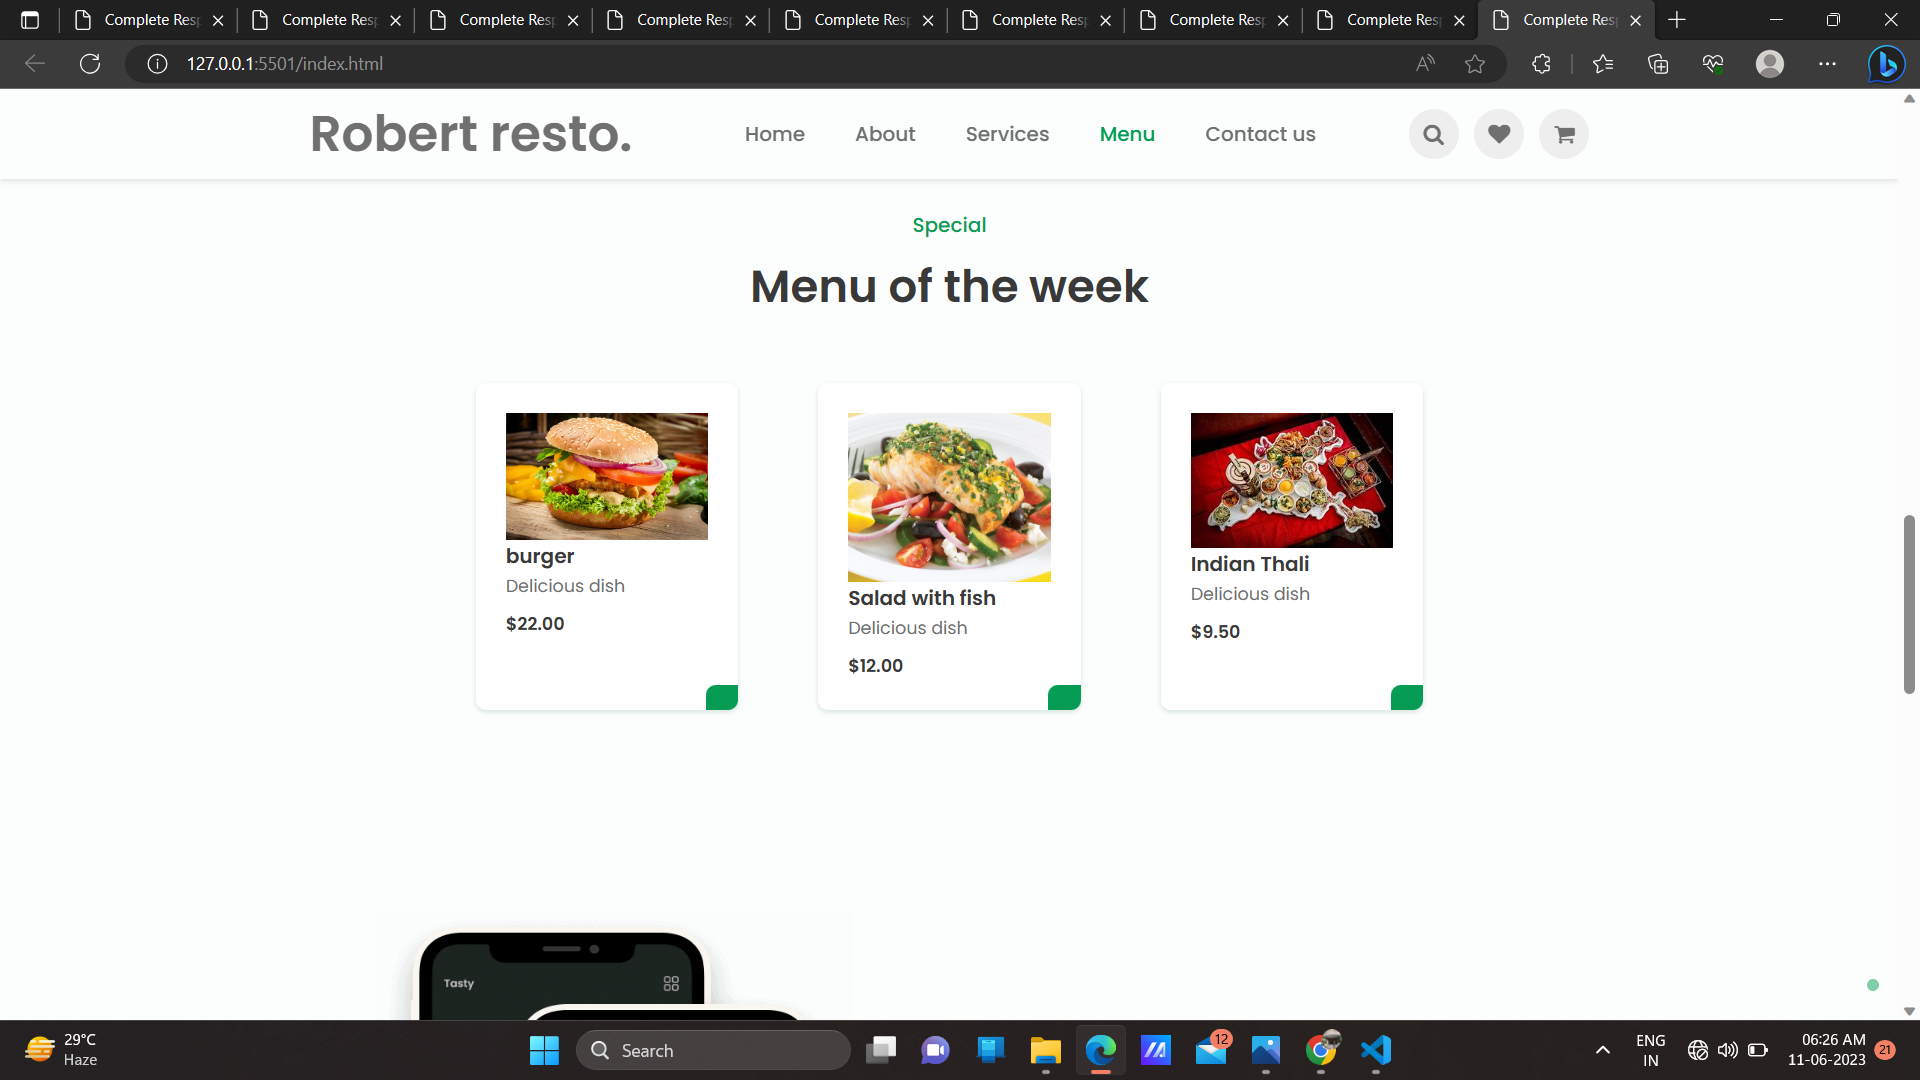 Complete Resp
Complete Resp
Complete Resp
Complete Resp
Complete Resp
Complete Resp
Complete Resp
Complete Resp
Complete Resp
127.0.0.1:5501/index.html
Robert resto.
Home
About
Services
Menu
Contact us
Special
Menu of the week
burger
Delicious dish
$22.00
Salad with fish
Delicious dish
$12.00
Indian Thali
Delicious dish
$9.50
Tasty
29°C
Haze
Search
12
ENG
IN
06:26 AM
11-06-2023
21